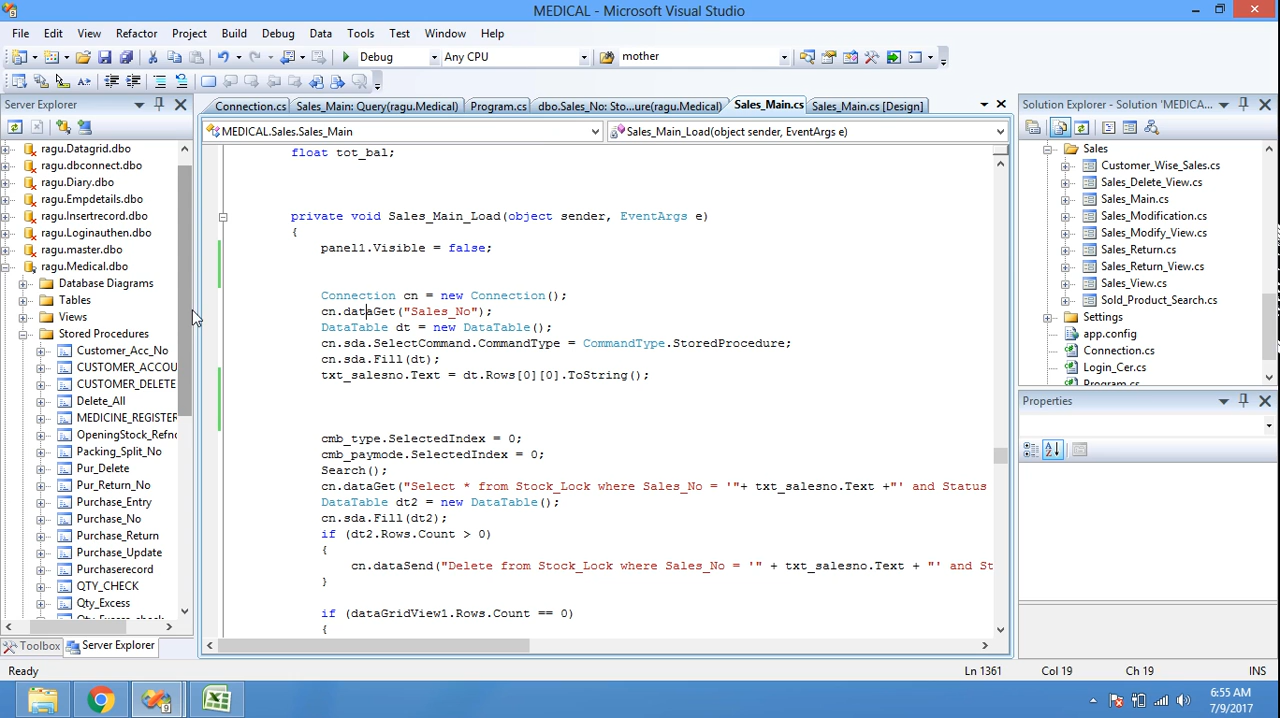 MEDICAL - Microsoft Visual Studio
File Edit View Refactor Project Build Debug Data Tools Test Window Help
Debug Any CPU mother
Server Explorer
ragu.Datagrid.dbo
ragu.dbconnect.dbo
ragu.Diary.dbo
ragu.Empdetails.dbo
ragu.Insertrecord.dbo
ragu.Loginauthen.dbo
ragu.master.dbo
ragu.Medical.dbo
Database Diagrams
Tables
Views
Stored Procedures
Customer_Acc_No
CUSTOMER_ACCOU
CUSTOMER_DELETE
Delete_All
MEDICINE_REGISTER
OpeningStock_Refno
Packing_Split_No
Pur_Delete
Pur_Return_No
Purchase_Entry
Purchase_No
Purchase_Return
Purchase_Update
Purchaserecord
QTY_CHECK
Qty_Excess
Toolbox Server Explorer
Connection.cs Sales_Main: Query(ragu.Medical) Program.cs dbo.Sales_No: Sto...ure(ragu.Medical) Sales_Main.cs Sales_Main.cs [Design]
MEDICAL.Sales.Sales_Main Sales_Main_Load(object sender, EventArgs e)
float tot_bal;
private void Sales_Main_Load(object sender, EventArgs e)
{
panel1.Visible = false;
Connection cn = new Connection();
cn.dataGet("Sales_No");
DataTable dt = new DataTable();
cn.sda.SelectCommand.CommandType = CommandType.StoredProcedure;
cn.sda.Fill(dt);
txt_salesno.Text = dt.Rows[0][0].ToString();
cmb_type.SelectedIndex = 0;
cmb_paymode.SelectedIndex = 0;
Search();
cn.dataGet("Select * from Stock_Lock where Sales_No = '"+ txt_salesno.Text +"' and Status
DataTable dt2 = new DataTable();
cn.sda.Fill(dt2);
if (dt2.Rows.Count > 0)
{
cn.dataSend("Delete from Stock_Lock where Sales_No = '" + txt_salesno.Text + "' and St
}
if (dataGridView1.Rows.Count == 0)
{
Solution Explorer - Solution 'MEDICA...
Sales
Customer_Wise_Sales.cs
Sales_Delete_View.cs
Sales_Main.cs
Sales_Modification.cs
Sales_Modify_View.cs
Sales_Return.cs
Sales_Return_View.cs
Sales_View.cs
Sold_Product_Search.cs
Settings
app.config
Connection.cs
Login_Cer.cs
Program.cs
Properties
Ready Ln 1361 Col 19 Ch 19 INS
6:55 AM
7/9/2017